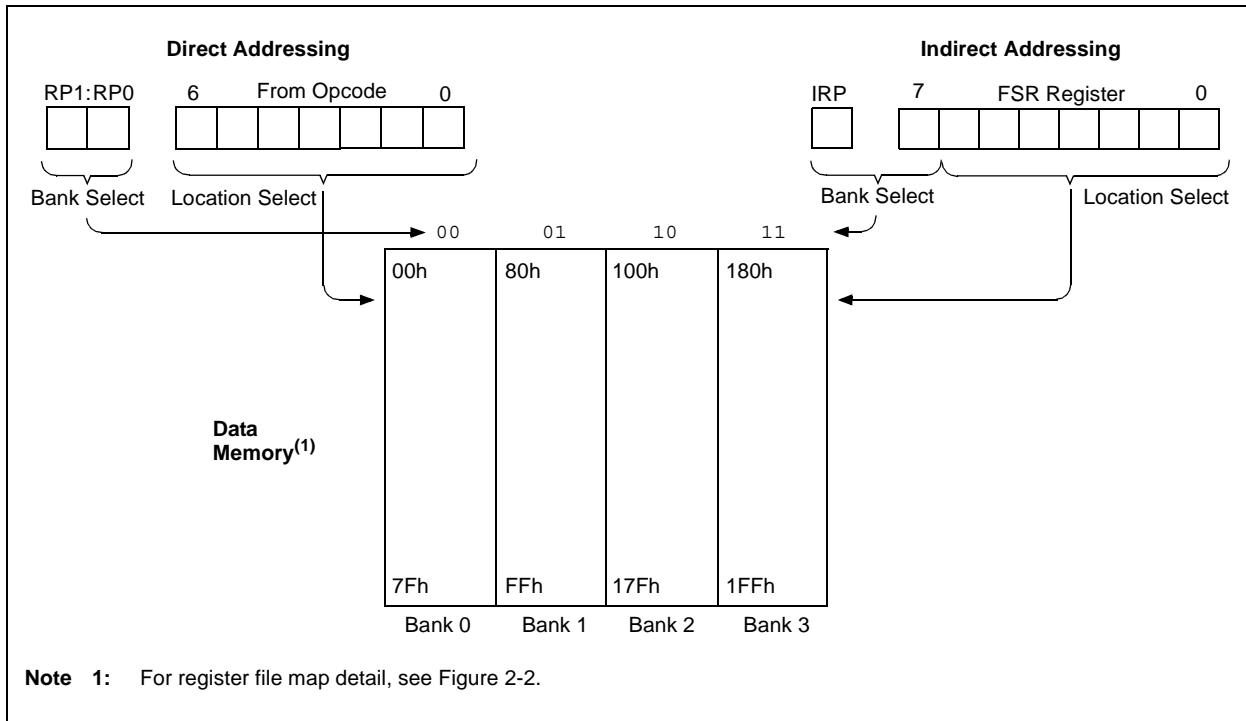 Direct Addressing
Indirect Addressing
RP1:RP0 6 From Opcode 0
IRP 7 FSR Register 0
Bank Select Location Select
Bank Select Location Select
00 01 10 11
00h 80h 100h 180h
Data
Memory(1)
7Fh FFh 17Fh 1FFh
Bank 0 Bank 1 Bank 2 Bank 3
Note 1: For register file map detail, see Figure 2-2.